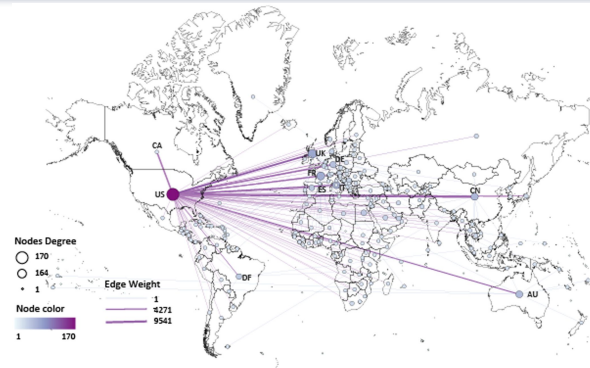 CA
UK
DE
FR
US
ES
IT
CN
DF
AU
Nodes Degree
170
164
1
Node color
1 170
Edge Weight
1
4271
9541